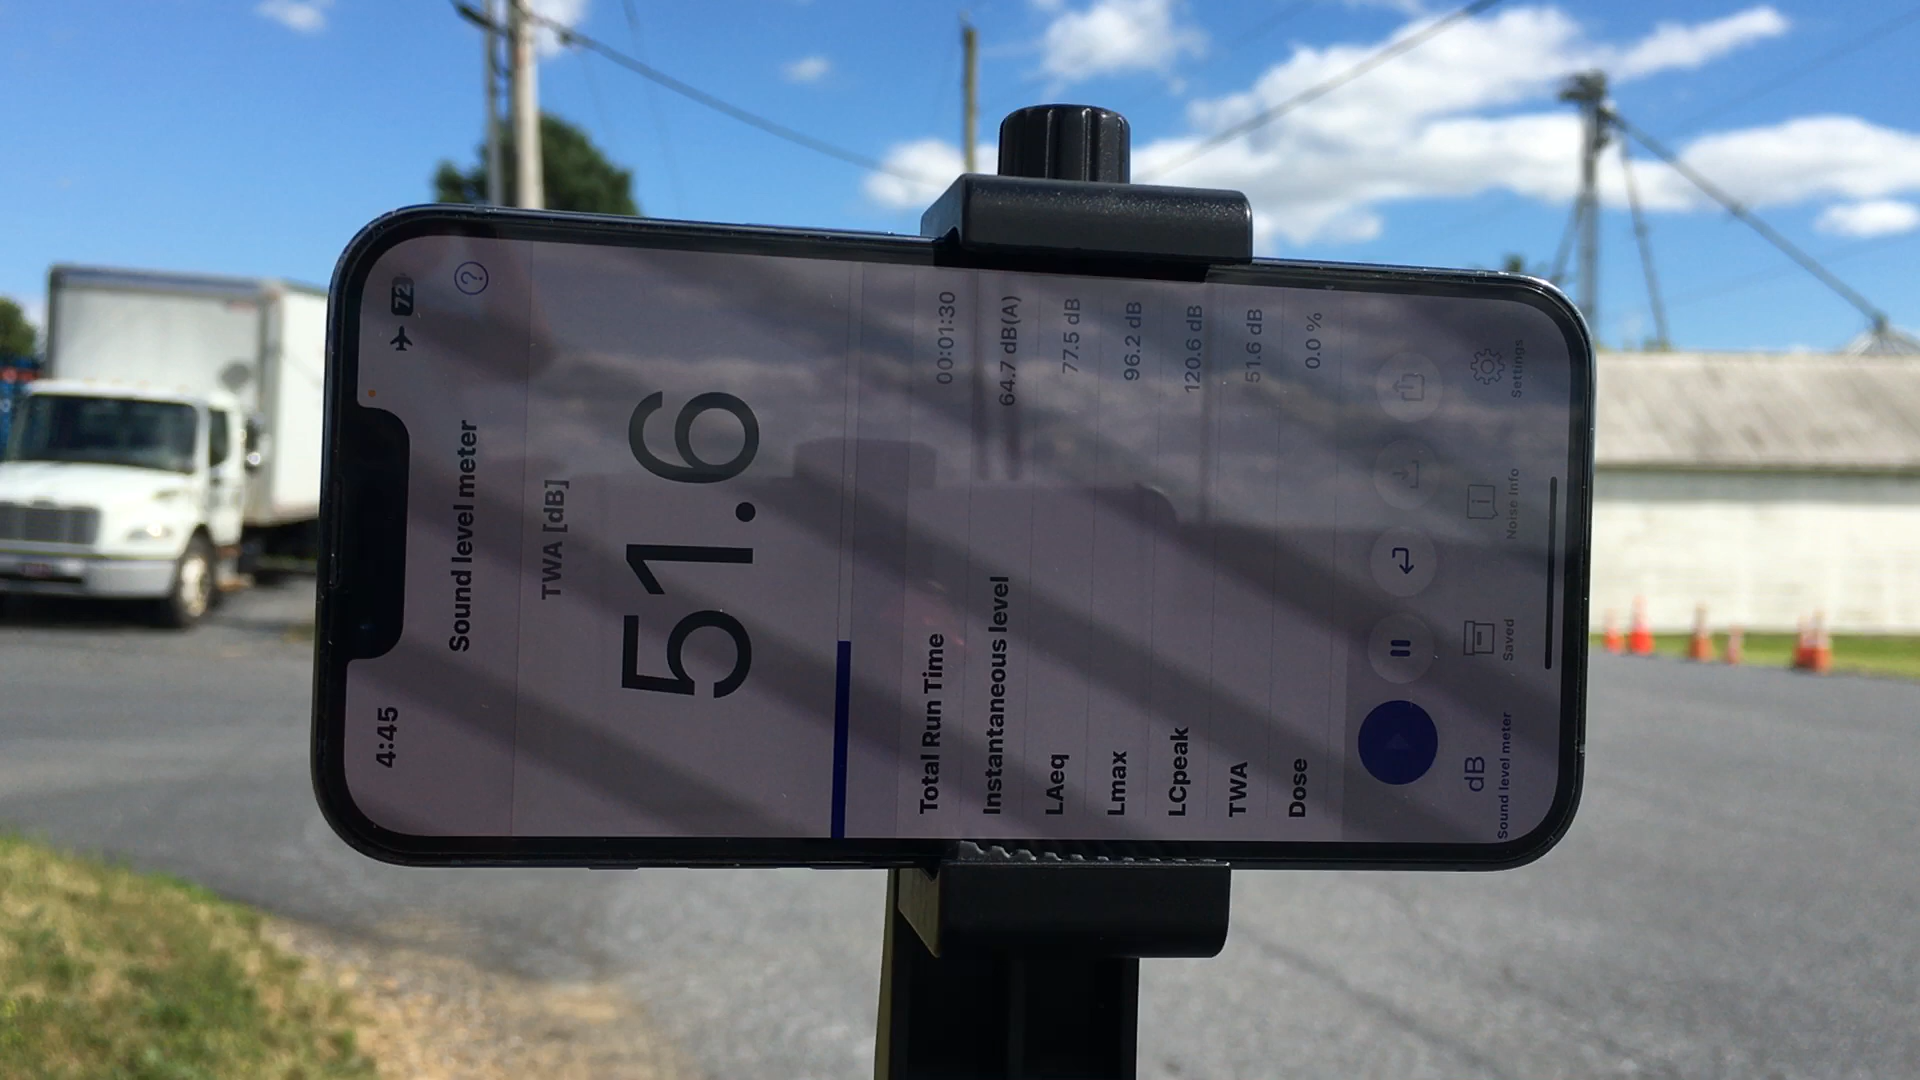 4:45
72
Sound level meter
?
TWA [dB]
51.6
Total Run Time 00:01:30
Instantaneous level 64.7 dB(A)
LAeq 77.5 dB
Lmax 96.2 dB
LCpeak 120.6 dB
TWA 51.6 dB
Dose 0.0 %
dB
Sound level meter
Saved
Noise info
settings